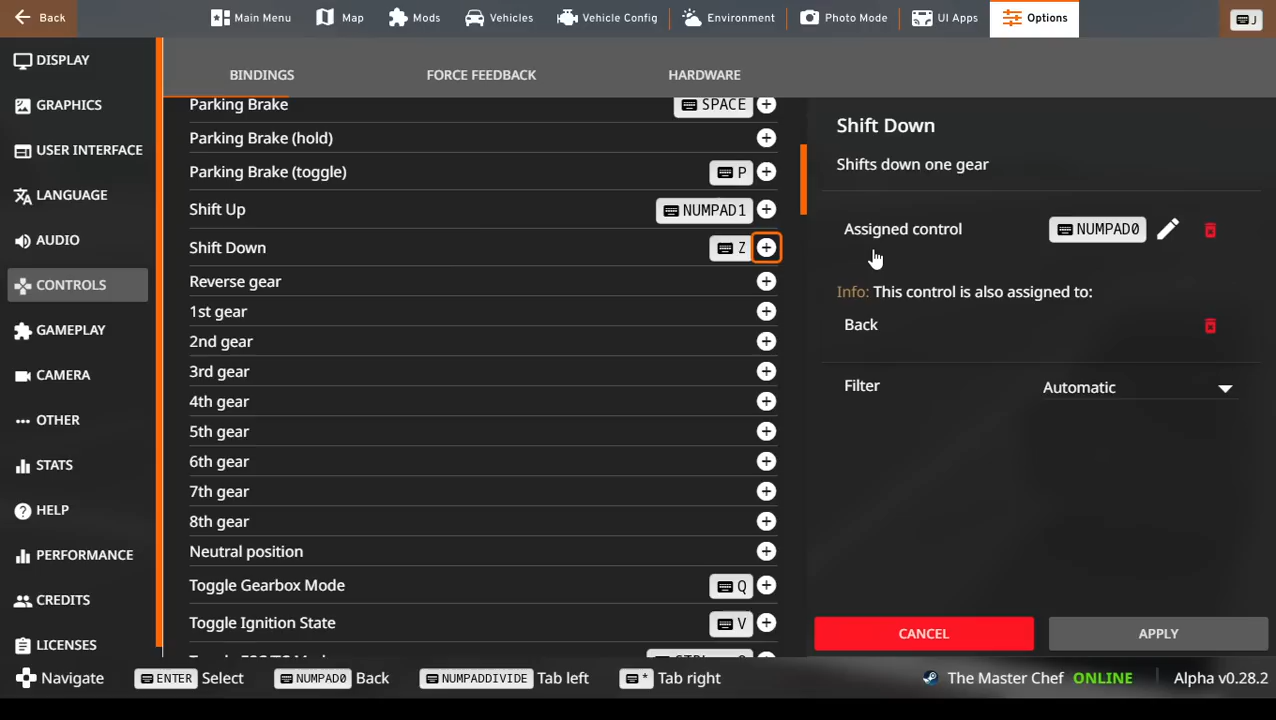 Back
Main Menu
Map
Mods
Vehicles
Vehicle Config
Environment
Photo Mode
UI Apps
Options
J
DISPLAY
GRAPHICS
USER INTERFACE
LANGUAGE
AUDIO
CONTROLS
GAMEPLAY
CAMERA
OTHER
STATS
HELP
PERFORMANCE
CREDITS
LICENSES
BINDINGS
FORCE FEEDBACK
HARDWARE
Parking Brake SPACE
Parking Brake (hold)
Parking Brake (toggle) P
Shift Up NUMPAD1
Shift Down Z
Reverse gear
1st gear
2nd gear
3rd gear
4th gear
5th gear
6th gear
7th gear
8th gear
Neutral position
Toggle Gearbox Mode Q
Toggle Ignition State V
Shift Down
Shifts down one gear
Assigned control NUMPAD0
Info: This control is also assigned to:
Back
Filter Automatic
CANCEL APPLY
Navigate ENTER Select NUMPAD0 Back NUMPADDIVIDE Tab left * Tab right The Master Chef ONLINE Alpha v0.28.2